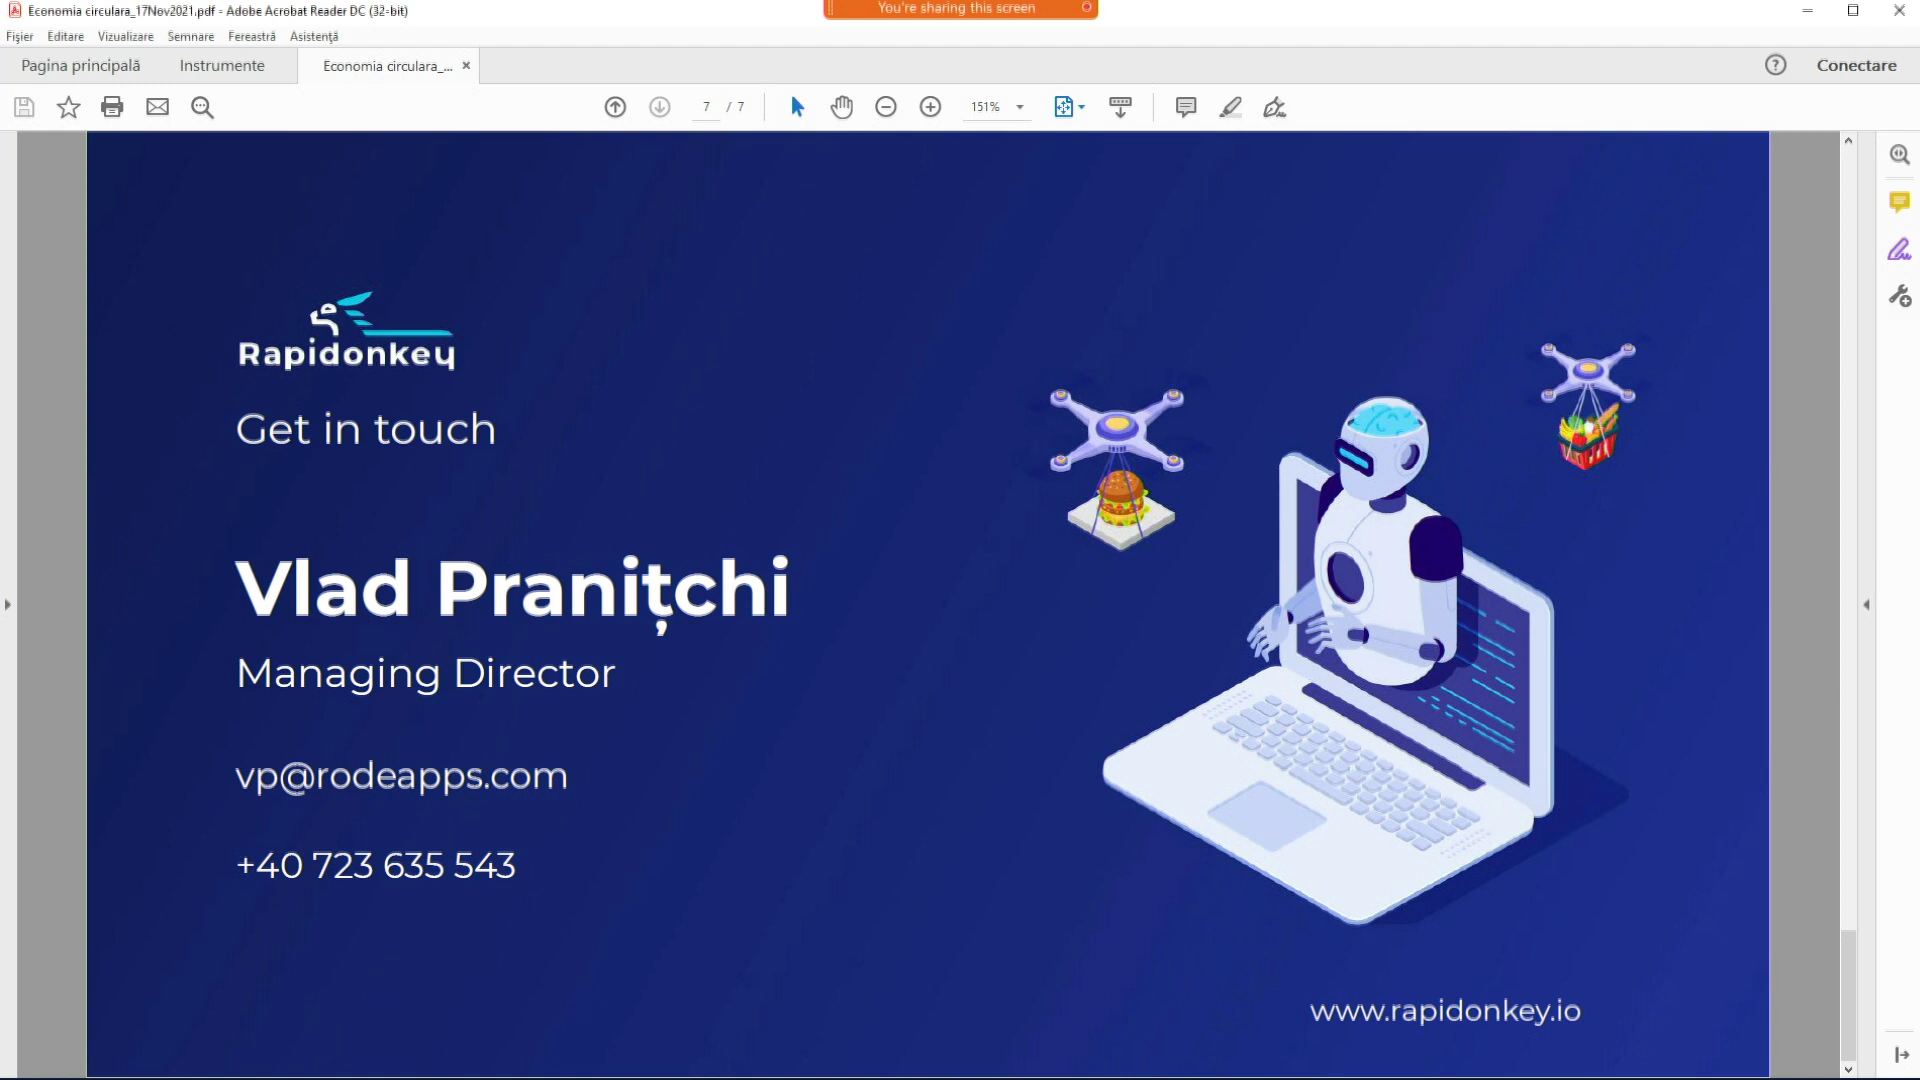 Economia circulara_17Nov2021.pdf - Adobe Acrobat Reader DC (32-bit)
You're sharing this screen
Fișier Editare Vizualizare Semnare Fereastră Asistență
Pagina principală Instrumente Economia circulara_... Conectare
7 / 7 151%
Rapidonkey
Get in touch
Vlad Pranițchi
Managing Director
vp@rodeapps.com
+40 723 635 543
www.rapidonkey.io